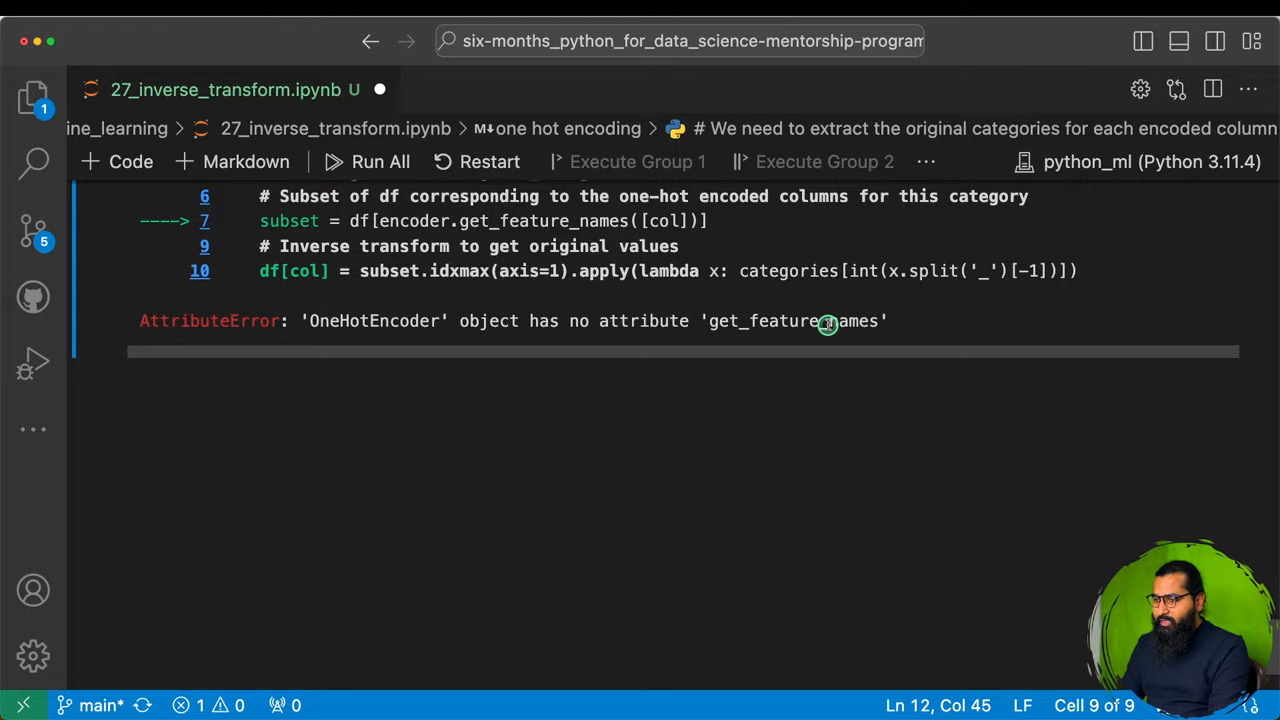 six-months_python_for_data_science-mentorship-program
27_inverse_transform.ipynb U
ine_learning > 27_inverse_transform.ipynb > M↓one hot encoding > # We need to extract the original categories for each encoded column
+ Code + Markdown Run All Restart Execute Group 1 Execute Group 2 ... python_ml (Python 3.11.4)
6 # Subset of df corresponding to the one-hot encoded columns for this category
----> 7 subset = df[encoder.get_feature_names([col])]
9 # Inverse transform to get original values
10 df[col] = subset.idxmax(axis=1).apply(lambda x: categories[int(x.split('_')[-1])])
AttributeError: 'OneHotEncoder' object has no attribute 'get_feature_names'
1
5
main* 1 0 0 Ln 12, Col 45 LF Cell 9 of 9